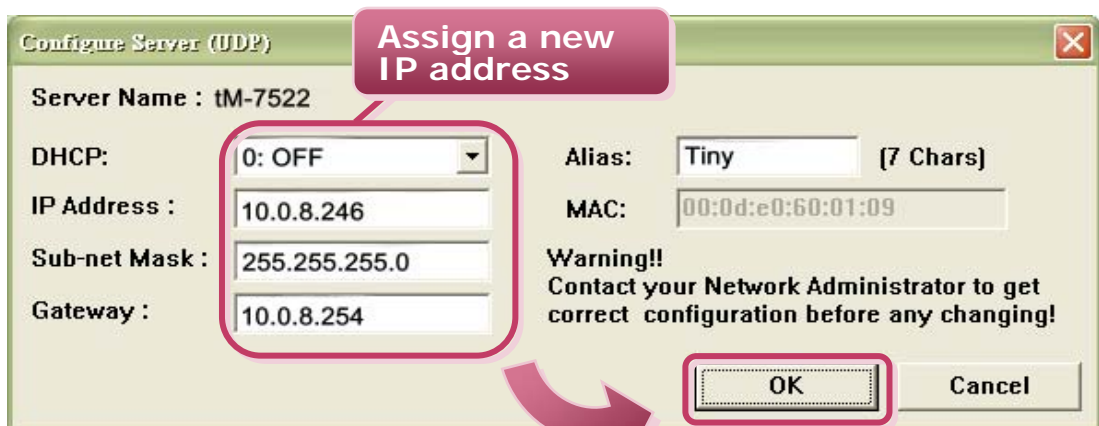 Configure Server (UDP)
Assign a new
IP address
Server Name : tM-7522
DHCP: 0: OFF
Alias: Tiny (7 Chars)
IP Address : 10.0.8.246
MAC: 00:0d:e0:60:01:09
Sub-net Mask : 255.255.255.0
Gateway : 10.0.8.254
Warning!!
Contact your Network Administrator to get
correct configuration before any changing!
OK
Cancel